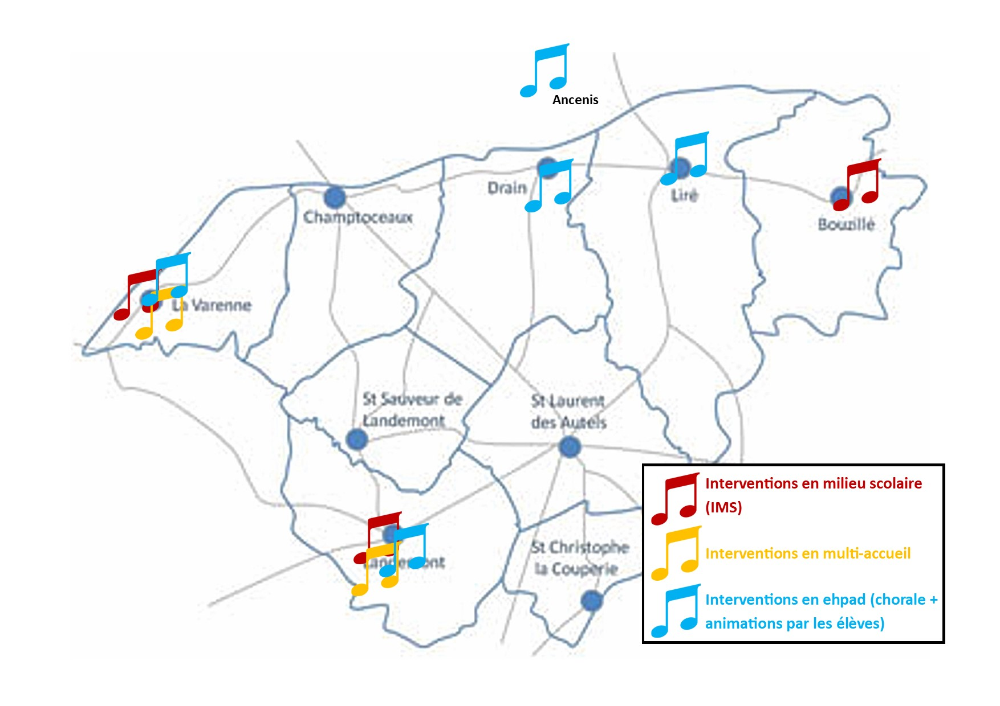 Ancenis
Drain
Liré
Champtoceaux
Bouzillé
La Varenne
St Sauveur de
Landemont
St Laurent
des Autels
Landemont
St Christophe
la Couperie
Interventions en milieu scolaire
(IMS)
Interventions en multi-accueil
Interventions en ehpad (chorale +
animations par les élèves)